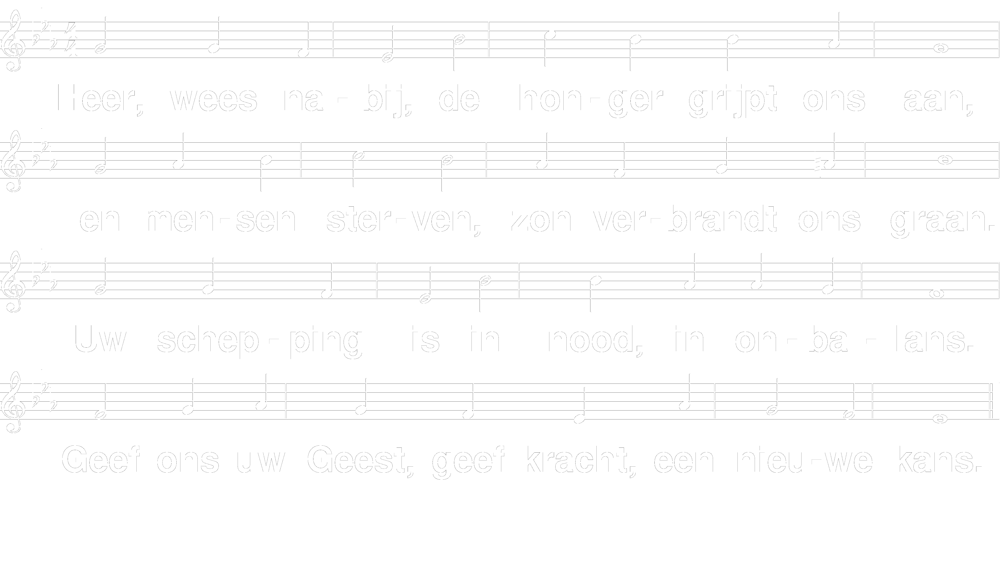 Heer, wees na - bij, de hon-ger grijpt ons aan,
en men-sen ster-ven, zon ver-brandt ons graan.
Uw schep-ping is in nood, in on-ba - lans.
Geef ons uw Geest, geef kracht, een nieu-we kans.